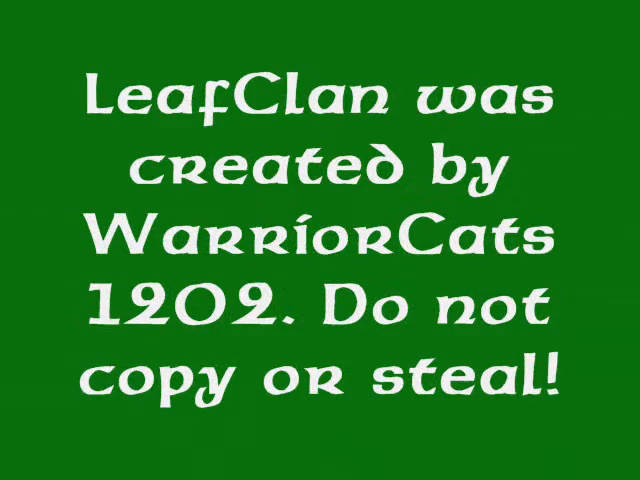 LeafClan was
created by
WarriorCats
1202. Do not
copy or steal!